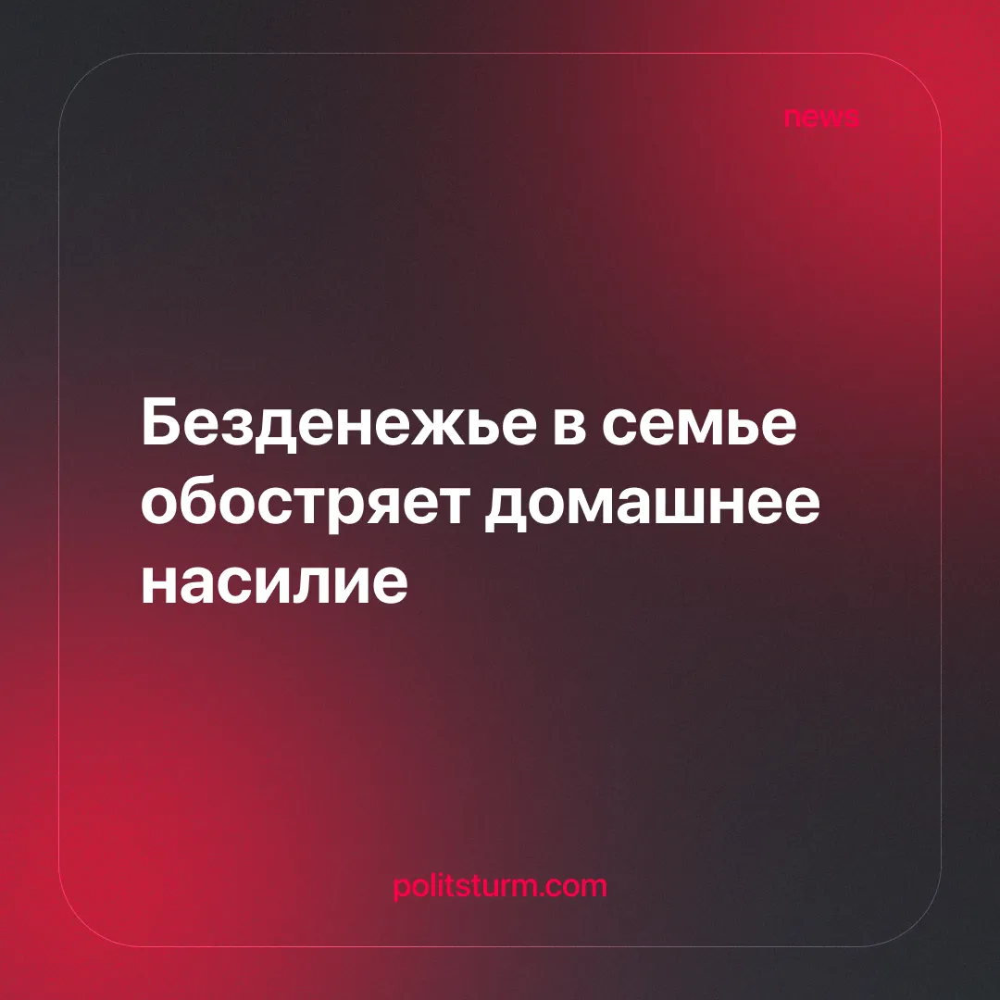 news
Безденежье в семье
обостряет домашнее
насилие
politsturm.com